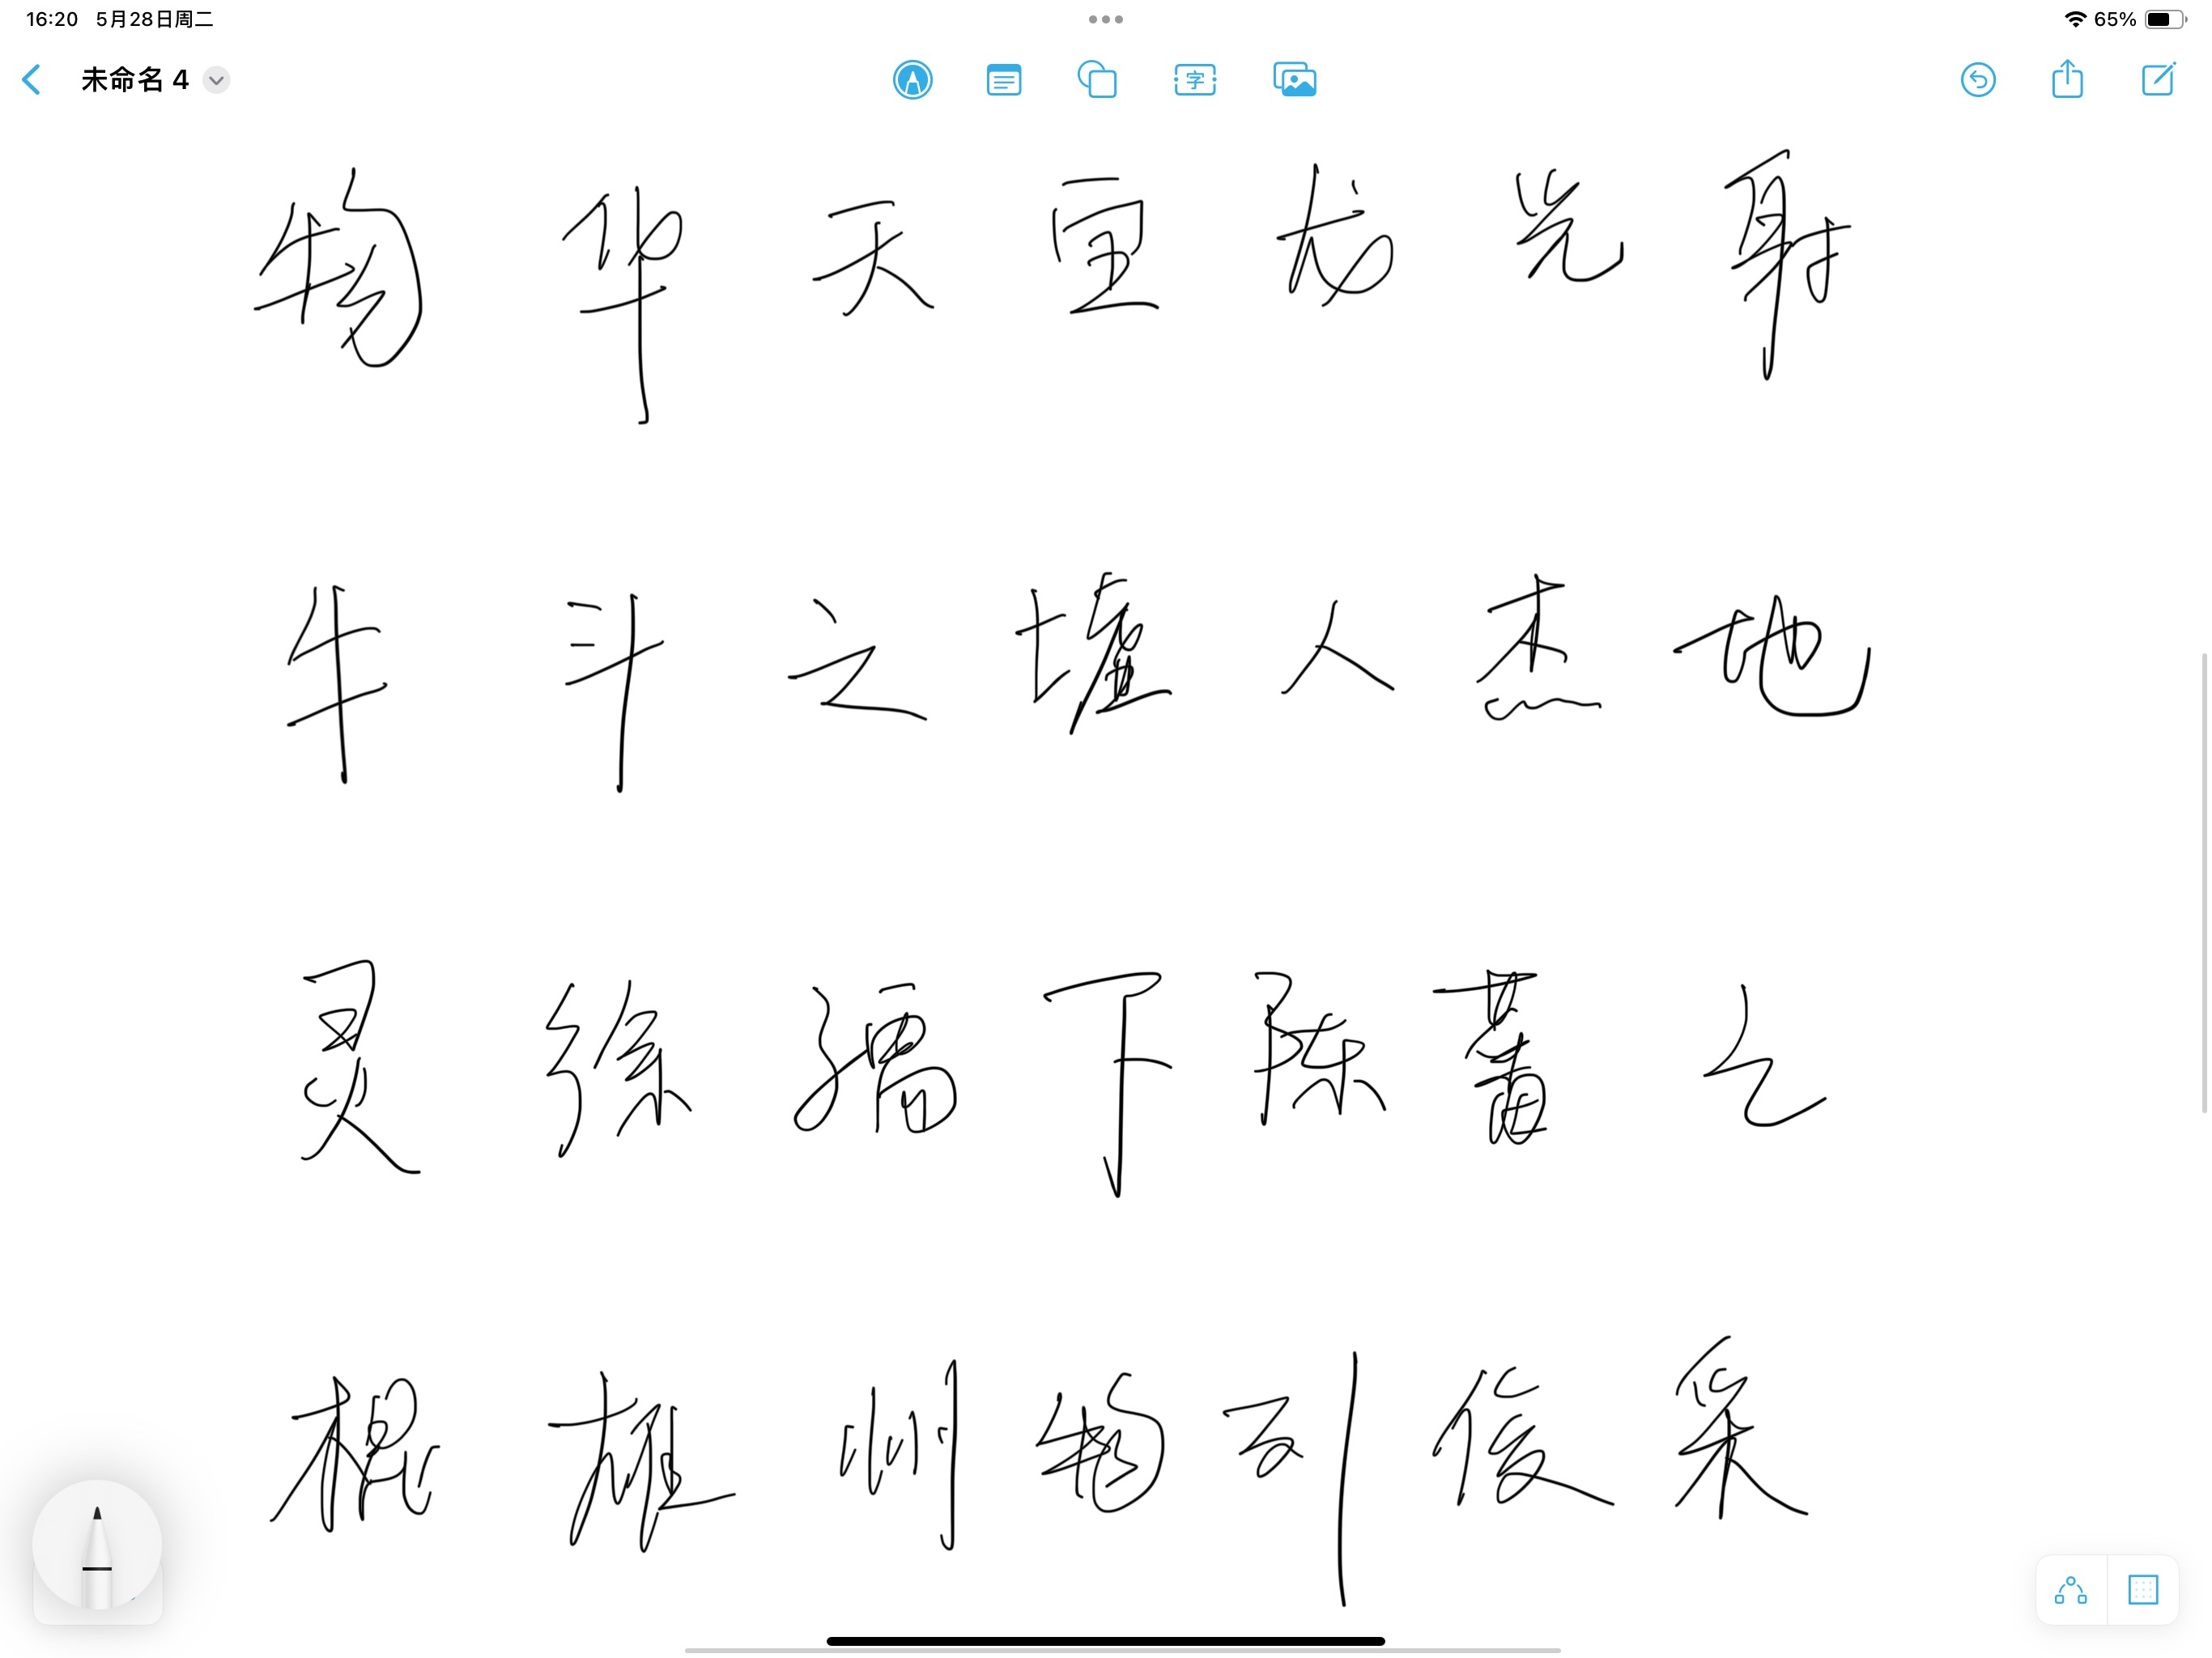 16:20 5月28日周二 65%
未命名 4 字
物华天宝龙光射
牛斗之墟人杰地
灵徐孺下陈蕃之
榻雄州物列俊采